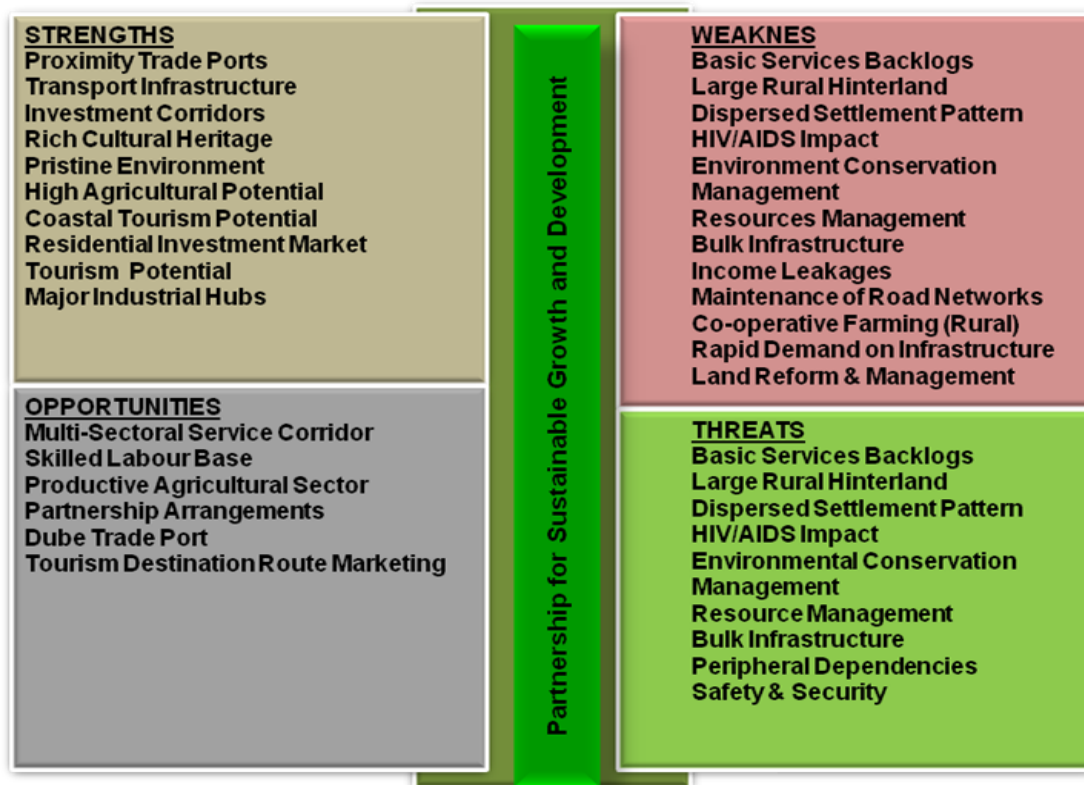 STRENGTHS
Proximity Trade Ports
Transport Infrastructure
Investment Corridors
Rich Cultural Heritage
Pristine Environment
High Agricultural Potential
Coastal Tourism Potential
Residential Investment Market
Tourism Potential
Major Industrial Hubs
OPPORTUNITIES
Multi-Sectoral Service Corridor
Skilled Labour Base
Productive Agricultural Sector
Partnership Arrangements
Dube Trade Port
Tourism Destination Route Marketing
Partnership for Sustainable Growth and Development
WEAKNES
Basic Services Backlogs
Large Rural Hinterland
Dispersed Settlement Pattern
HIV/AIDS Impact
Environment Conservation
Management
Resources Management
Bulk Infrastructure
Income Leakages
Maintenance of Road Networks
Co-operative Farming (Rural)
Rapid Demand on Infrastructure
Land Reform & Management
THREATS
Basic Services Backlogs
Large Rural Hinterland
Dispersed Settlement Pattern
HIV/AIDS Impact
Environmental Conservation
Management
Resource Management
Bulk Infrastructure
Peripheral Dependencies
Safety & Security